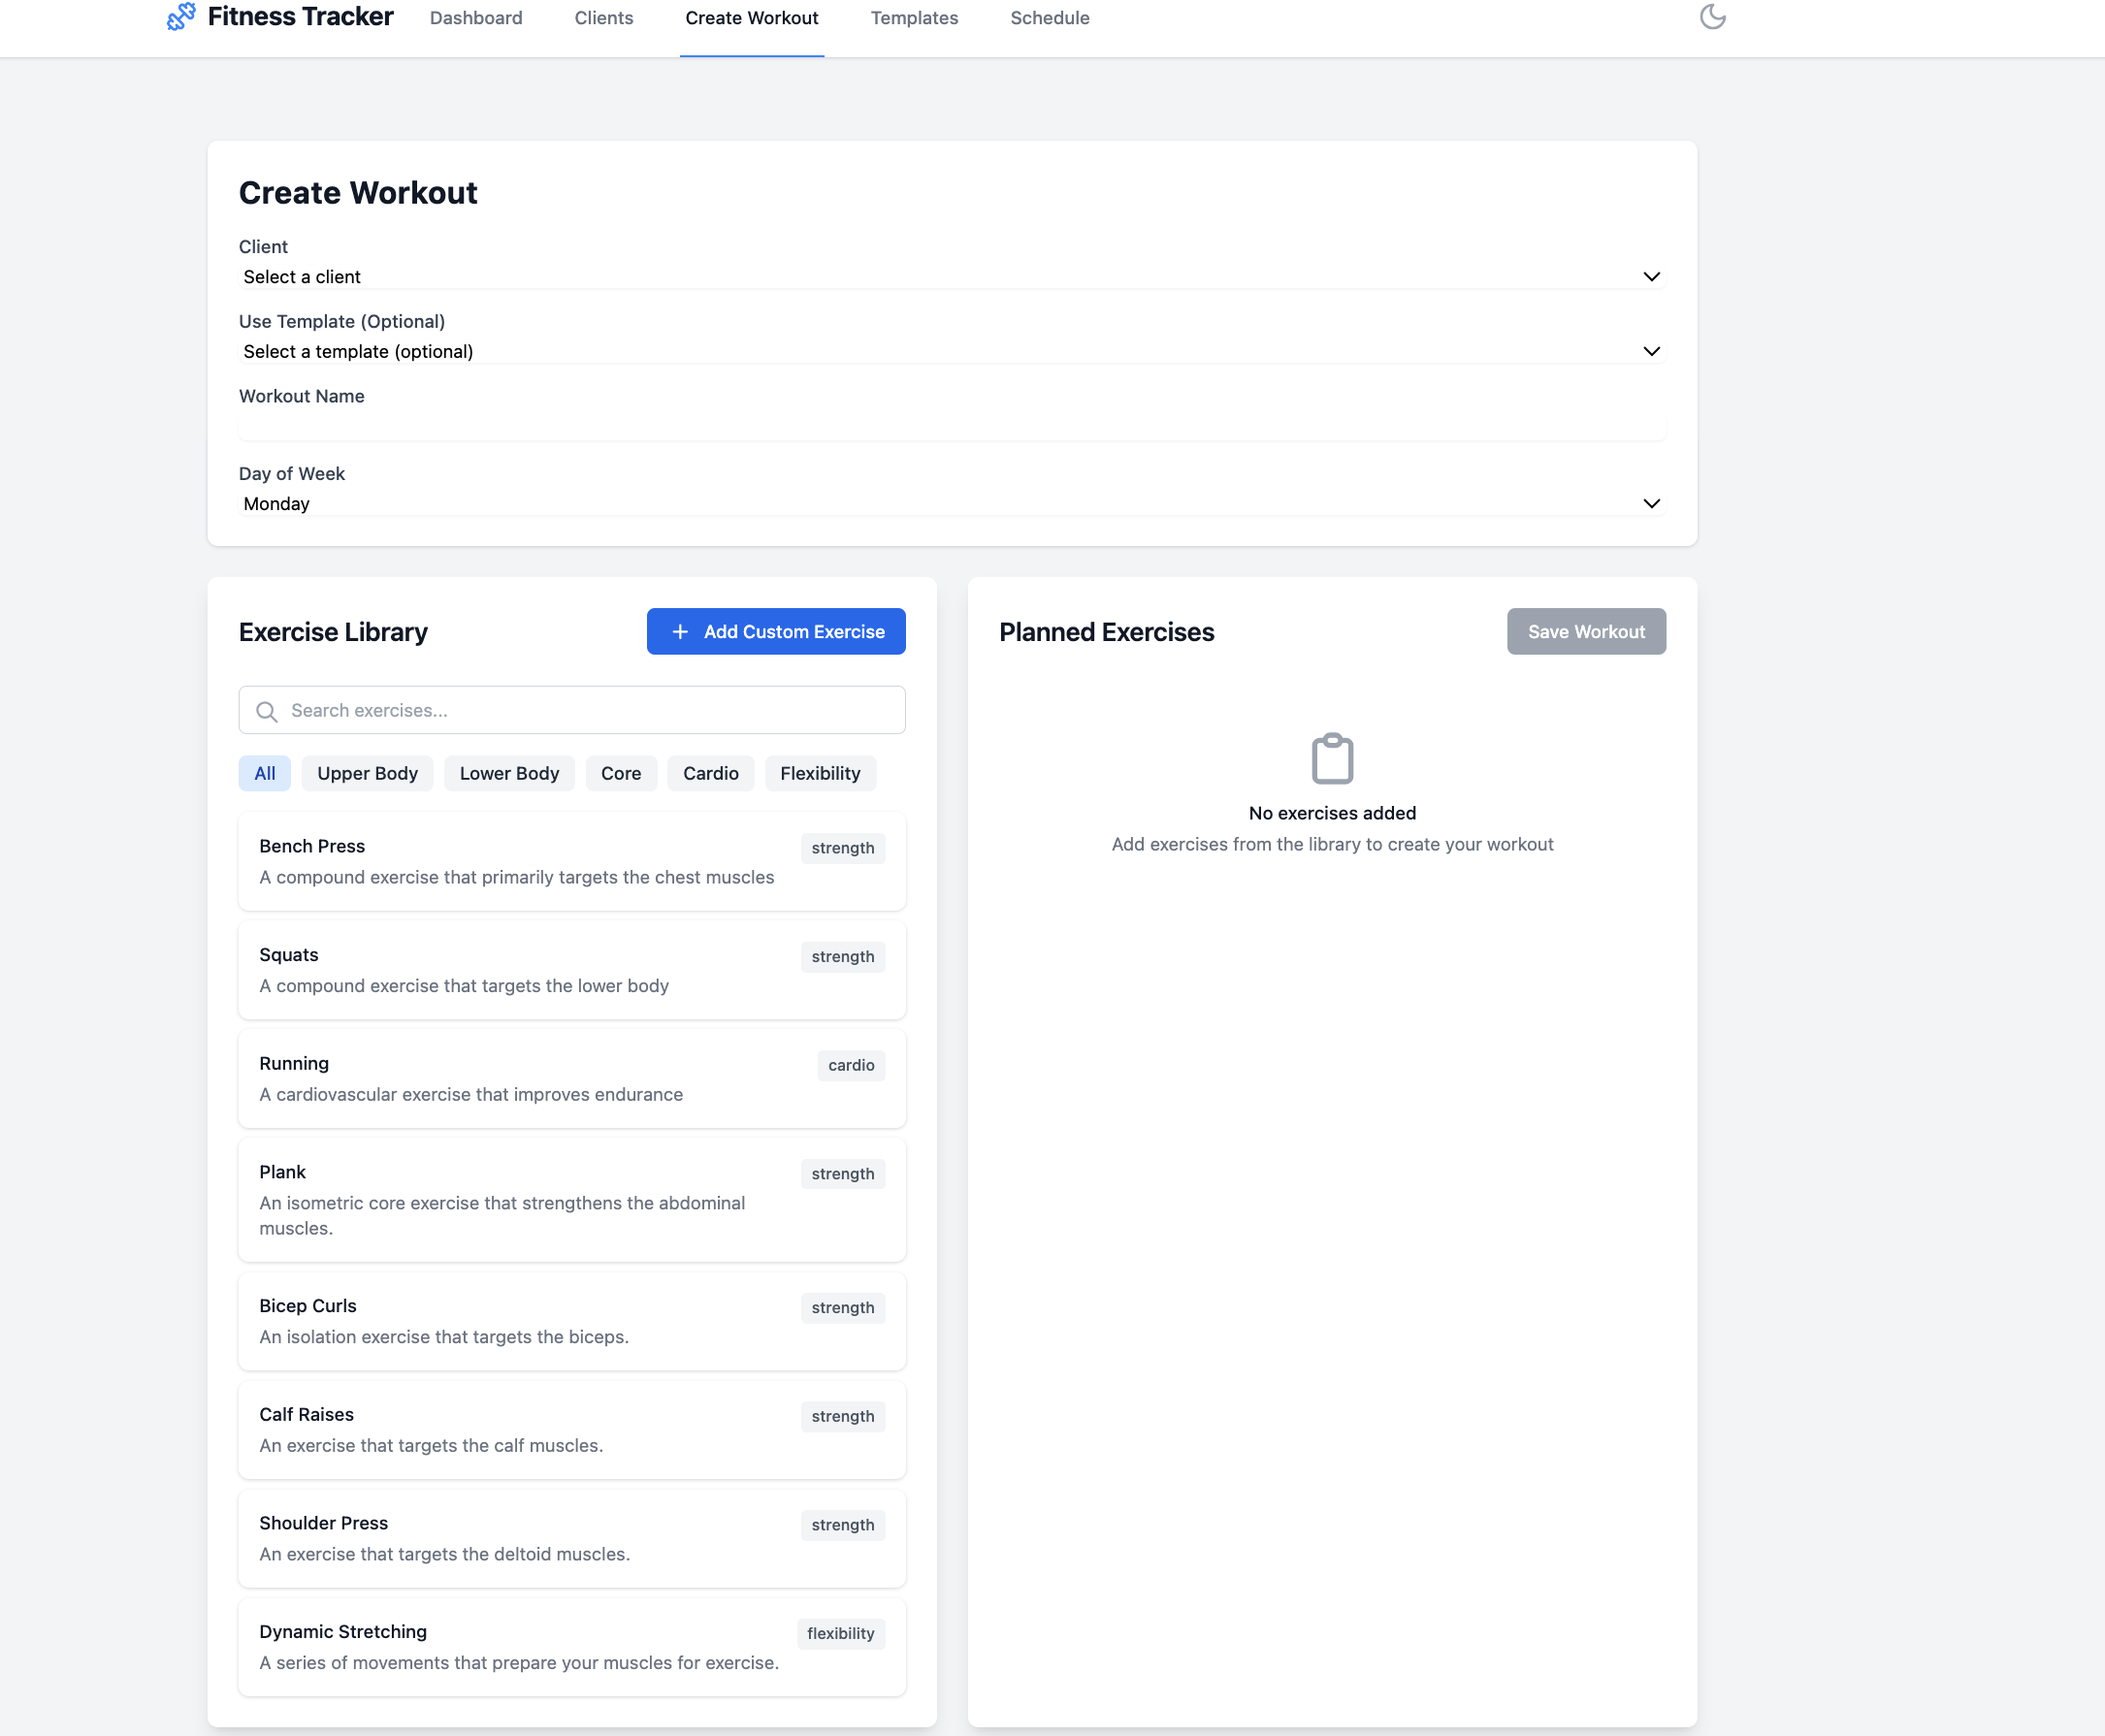 Fitness Tracker
Dashboard
Clients
Create Workout
Templates
Schedule
Create Workout
Client
Select a client
Use Template (Optional)
Select a template (optional)
Workout Name
Day of Week
Monday
Exercise Library
Add Custom Exercise
Search exercises...
All
Upper Body
Lower Body
Core
Cardio
Flexibility
Bench Press
strength
A compound exercise that primarily targets the chest muscles
Squats
strength
A compound exercise that targets the lower body
Running
cardio
A cardiovascular exercise that improves endurance
Plank
strength
An isometric core exercise that strengthens the abdominal
muscles.
Bicep Curls
strength
An isolation exercise that targets the biceps.
Calf Raises
strength
An exercise that targets the calf muscles.
Shoulder Press
strength
An exercise that targets the deltoid muscles.
Dynamic Stretching
flexibility
A series of movements that prepare your muscles for exercise.
Planned Exercises
Save Workout
No exercises added
Add exercises from the library to create your workout